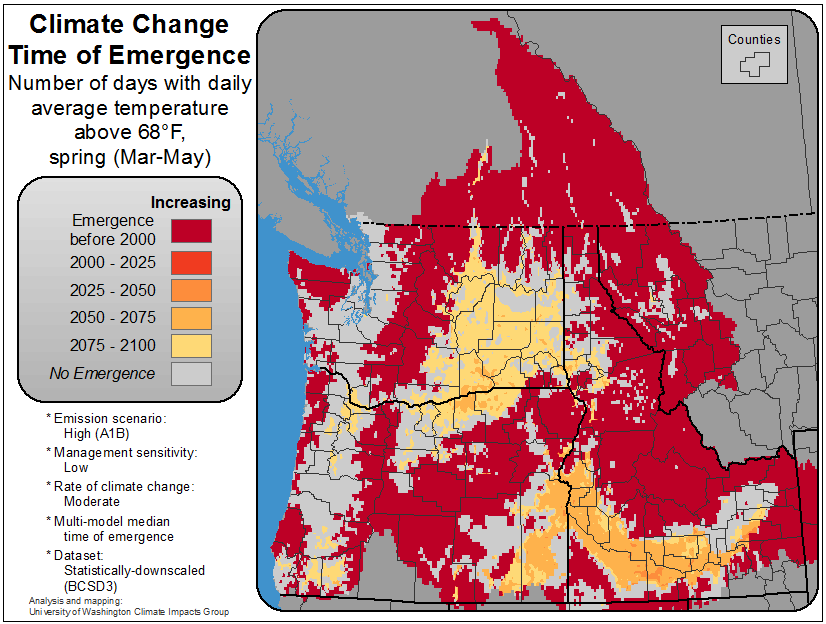 Climate Change
Time of Emergence
Number of days with daily
average temperature
above 68°F,
spring (Mar-May)
Increasing
Emergence
before 2000
2000 - 2025
2025 - 2050
2050 - 2075
2075 - 2100
No Emergence
* Emission scenario:
High (A1B)
* Management sensitivity:
Low
* Rate of climate change:
Moderate
* Multi-model median
time of emergence
* Dataset:
Statistically-downscaled
(BCSD3)
Analysis and mapping:
University of Washington Climate Impacts Group
Counties